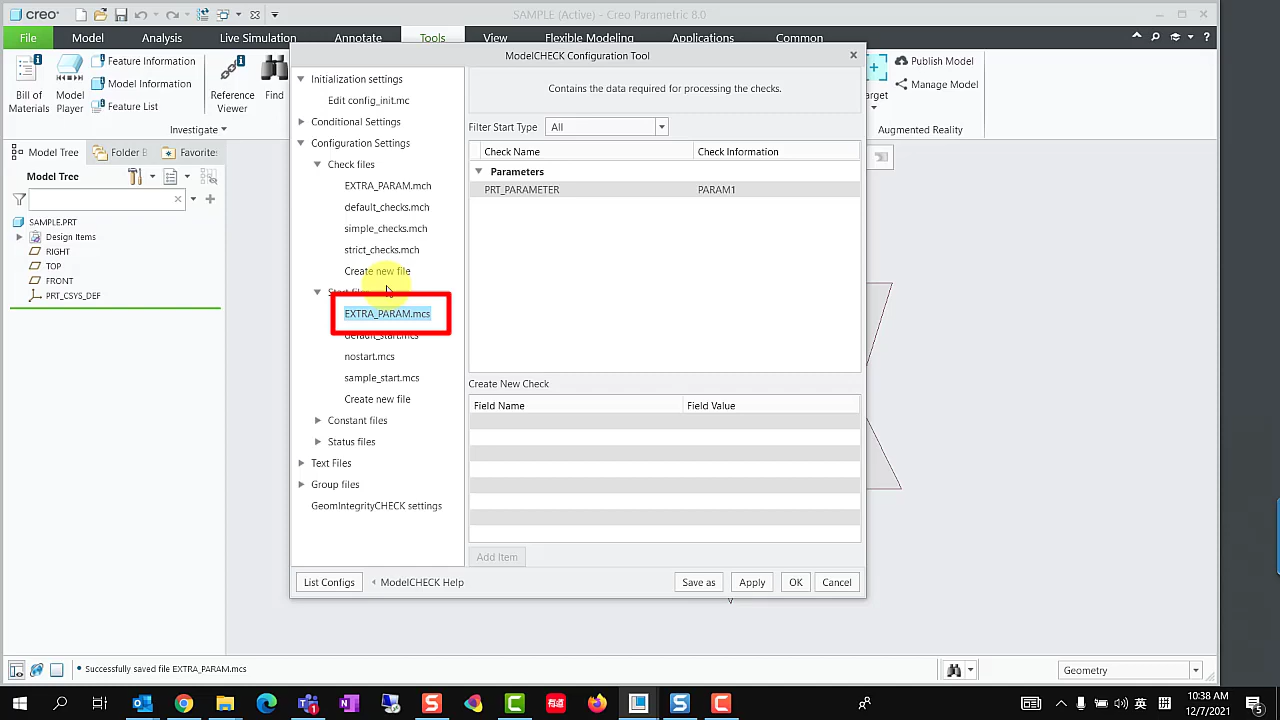 creo
SAMPLE (Active) - Creo Parametric 8.0
File Model Analysis Live Simulation Annotate Tools View Flexible Modeling Applications Common
Bill of Materials
Model Player
Feature Information
Model Information
Feature List
Reference Viewer
Find
Investigate
ModelCHECK Configuration Tool
arget
Publish Model
Manage Model
Augmented Reality
Model Tree
Folder B
Favorite:
Model Tree
SAMPLE.PRT
Design Items
RIGHT
TOP
FRONT
PRT_CSYS_DEF
Initialization settings
Edit config_init.mc
Conditional Settings
Configuration Settings
Check files
EXTRA_PARAM.mch
default_checks.mch
simple_checks.mch
strict_checks.mch
Create new file
EXTRA_PARAM.mcs
default_start.mcs
nostart.mcs
sample_start.mcs
Create new file
Constant files
Status files
Text Files
Group files
GeomIntegrityCHECK settings
Contains the data required for processing the checks.
Filter Start Type All
Check Name Check Information
Parameters
PRT_PARAMETER PARAM1
Create New Check
Field Name Field Value
Add Item
List Configs ModelCHECK Help Save as Apply OK Cancel
Successfully saved file EXTRA_PARAM.mcs
Geometry
英
10:38 AM
12/7/2021
5